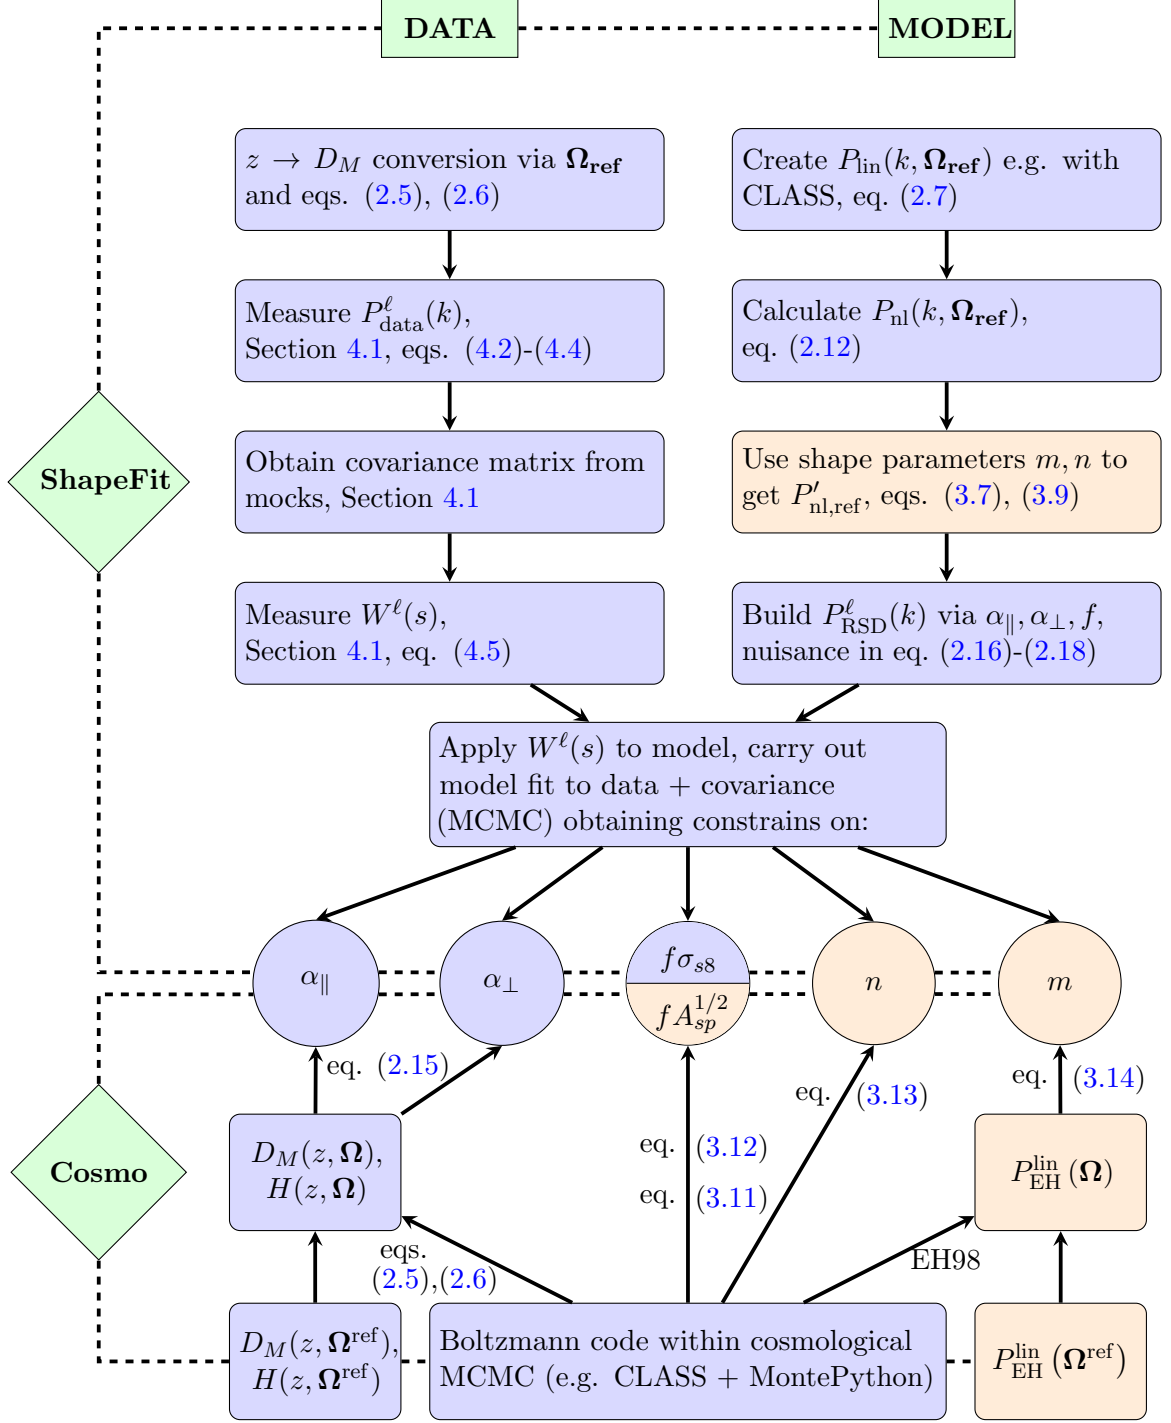 DATA
MODEL
z → D_M conversion via Ω_ref
and eqs. (2.5), (2.6)
Create P_lin(k, Ω_ref) e.g. with
CLASS, eq. (2.7)
Measure P^ℓ_data(k),
Section 4.1, eqs. (4.2)-(4.4)
Calculate P_nl(k, Ω_ref),
eq. (2.12)
ShapeFit
Obtain covariance matrix from
mocks, Section 4.1
Use shape parameters m, n to
get P′_nl,ref, eqs. (3.7), (3.9)
Measure W^ℓ(s),
Section 4.1, eq. (4.5)
Build P^ℓ_RSD(k) via α_∥, α_⊥, f,
nuisance in eq. (2.16)-(2.18)
Apply W^ℓ(s) to model, carry out
model fit to data + covariance
(MCMC) obtaining constrains on:
α_∥
α_⊥
fσ_s8
fA_sp^1/2
n
m
eq. (2.15)
eq. (3.13)
eq. (3.14)
eq. (3.12)
eq. (3.11)
Cosmo
D_M(z, Ω),
H(z, Ω)
P^lin_EH (Ω)
eqs.
(2.5),(2.6)
EH98
D_M(z, Ω^ref),
H(z, Ω^ref)
Boltzmann code within cosmological
MCMC (e.g. CLASS + MontePython)
P^lin_EH (Ω^ref)